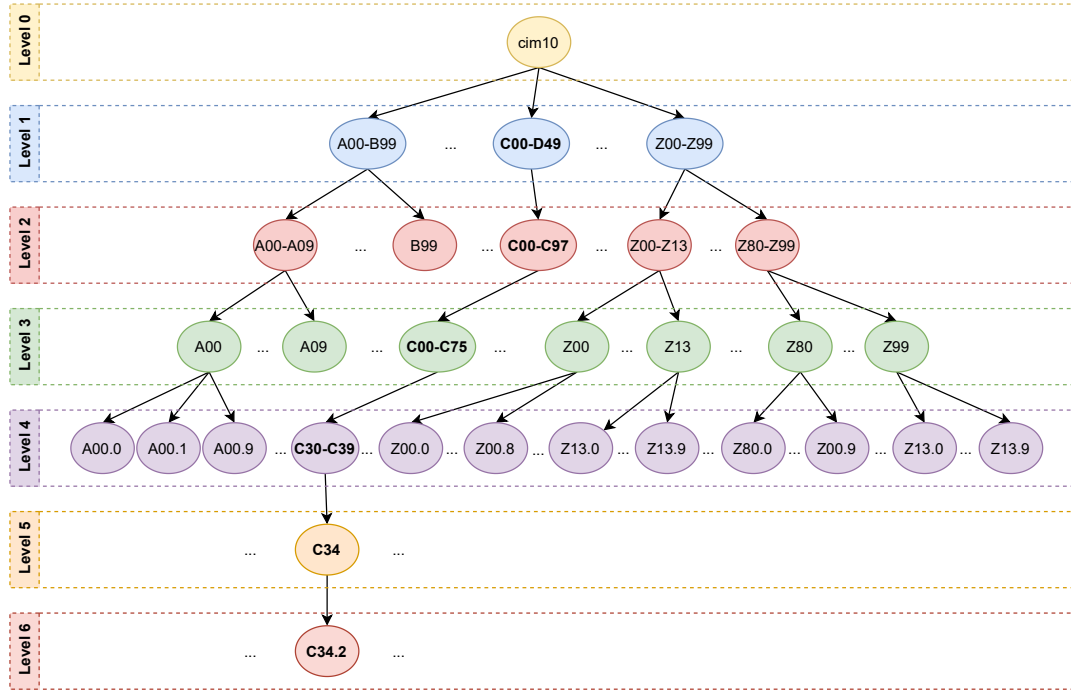 Level 0
cim10
Level 1
A00-B99 ... C00-D49 ... Z00-Z99
Level 2
A00-A09 ... B99 ... C00-C97 ... Z00-Z13 ... Z80-Z99
Level 3
A00 ... A09 ... C00-C75 ... Z00 ... Z13 ... Z80 ... Z99
Level 4
A00.0 A00.1 A00.9 ... C30-C39 ... Z00.0 ... Z00.8 ... Z13.0 ... Z13.9 ... Z80.0 ... Z00.9 ... Z13.0 ... Z13.9
Level 5
... C34 ...
Level 6
... C34.2 ...